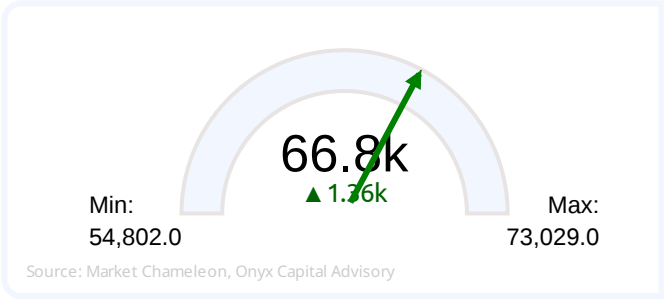 66.8k
▲1.36k
Min:
54,802.0
Max:
73,029.0
Source: Market Chameleon, Onyx Capital Advisory